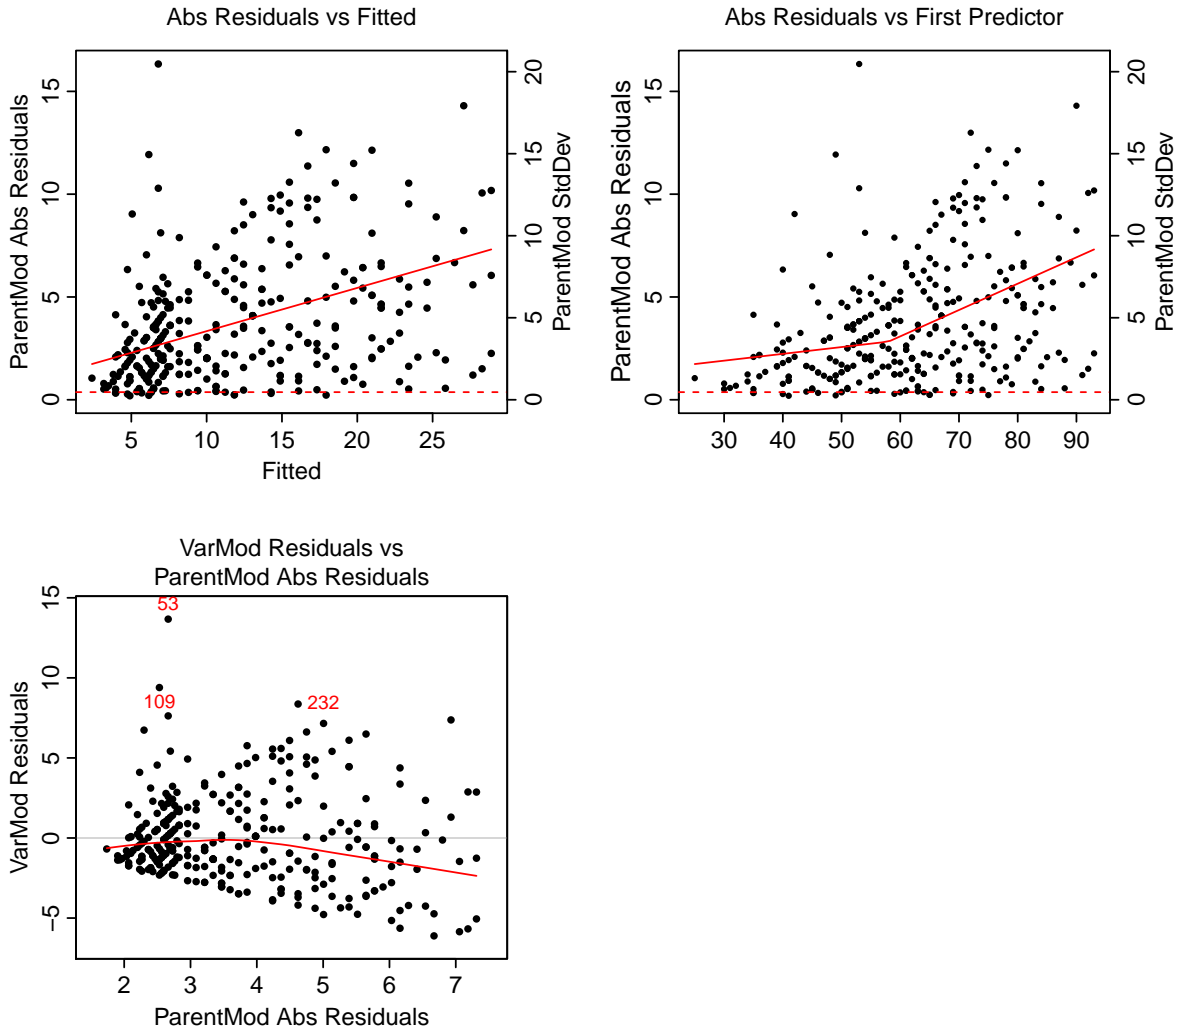 Abs Residuals vs Fitted
ParentMod Abs Residuals
0 5 10 15
0 5 10 15 20
ParentMod StdDev
5 10 15 20 25
Fitted
Abs Residuals vs First Predictor
ParentMod Abs Residuals
0 5 10 15
0 5 10 15 20
ParentMod StdDev
30 40 50 60 70 80 90
VarMod Residuals vs
ParentMod Abs Residuals
VarMod Residuals
−5 0 5 10 15
53
109
232
2 3 4 5 6 7
ParentMod Abs Residuals